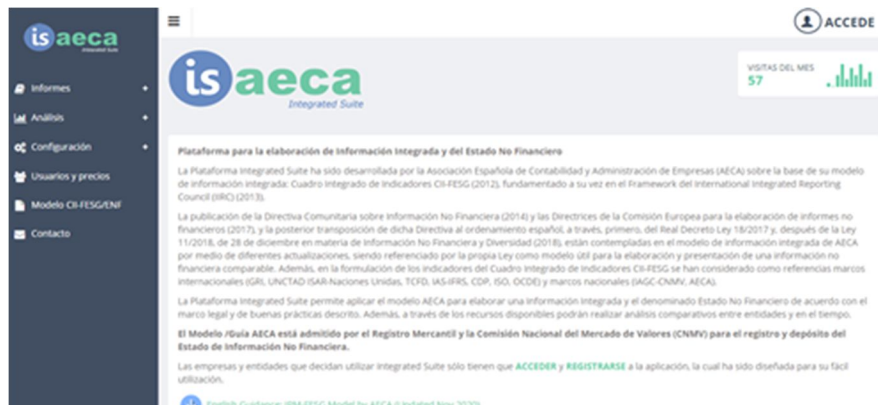 is aeca
Integrated Suite
ACCEDE
Informes +
Análisis +
Configuración +
Usuarios y precios
Modelo CII-FESG/ENF
Contacto
is aeca
Integrated Suite
VISITAS DEL MES
57
Plataforma para la elaboración de Información Integrada y del Estado No Financiero
La Plataforma Integrated Suite ha sido desarrollada por la Asociación Española de Contabilidad y Administración de Empresas (AECA) sobre la base de su modelo
de información integrada: Cuadro Integrado de Indicadores CII-FESG (2012), fundamentado a su vez en el Framework del International Integrated Reporting
Council (IIRC) (2013).
La publicación de la Directiva Comunitaria sobre Información No Financiera (2014) y las Directrices de la Comisión Europea para la elaboración de informes no
financieros (2017), y la posterior transposición de dicha Directiva al ordenamiento español, a través, primero, del Real Decreto Ley 18/2017 y, después de la Ley
11/2018, de 28 de diciembre en materia de Información No Financiera y Diversidad (2018), están contempladas en el modelo de información integrada de AECA
por medio de diferentes actualizaciones, siendo referenciado por la propia Ley como modelo útil para la elaboración y presentación de una información no
financiera comparable. Además, en la formulación de los indicadores del Cuadro Integrado de Indicadores CII-FESG se han considerado como referencias marcos
internacionales (GRI, UNCTAD ISAR-Naciones Unidas, TCFD, IAS-IFRS, CDP, ISO, OCDE) y marcos nacionales (IAGC-CNMV, AECA).
La Plataforma Integrated Suite permite aplicar el modelo AECA para elaborar una Información Integrada y el denominado Estado No Financiero de acuerdo con el
marco legal y de buenas prácticas descrito. Además, a través de los recursos disponibles podrán realizar análisis comparativos entre entidades y en el tiempo.
El Modelo /Guía AECA está admitido por el Registro Mercantil y la Comisión Nacional del Mercado de Valores (CNMV) para el registro y depósito del
Estado de Información No Financiera.
Las empresas y entidades que decidan utilizar Integrated Suite sólo tienen que ACCEDER y REGISTRARSE a la aplicación, la cual ha sido diseñada para su fácil
utilización.
English Guidance: IRM-FESG Model by AECA (Updated Nov 2020)